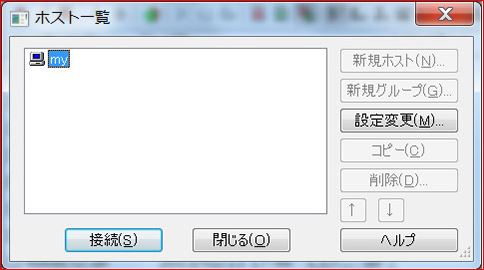 ホスト一覧
my
新規ホスト(N)...
新規グループ(G)...
設定変更(M)...
コピー(C)
削除(D)...
↑ ↓
接続(S) 閉じる(O) ヘルプ